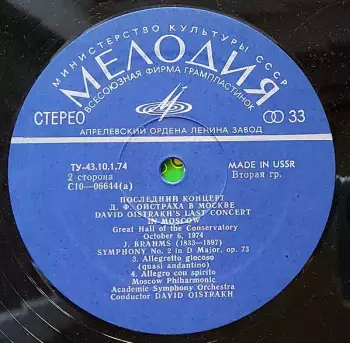 МИНИСТЕРСТВО КУЛЬТУРЫ СССР
МЕЛОДИЯ
ВСЕСОЮЗНАЯ ФИРМА ГРАМПЛАСТИНОК
СТЕРЕО
33
АПРЕЛЕВСКИЙ ОРДЕНА ЛЕНИНА ЗАВОД
ТУ-43.10.1.74
MADE IN USSR
2 сторона
Вторая гр.
С10—06644(а)
ПОСЛЕДНИЙ КОНЦЕРТ
Д. Ф. ОЙСТРАХА В МОСКВЕ
DAVID OISTRAKH'S LAST CONCERT
IN MOSCOW
Great Hall of the Conservatory
October 6, 1974
J. BRAHMS (1833—1897)
SYMPHONY No. 2 in D Major, op. 73
3. Allegretto giocoso
(quasi andantino)
4. Allegro con spirito
Moscow Philharmonic
Academic Symphony Orchestra
Conductor DAVID OISTRAKH